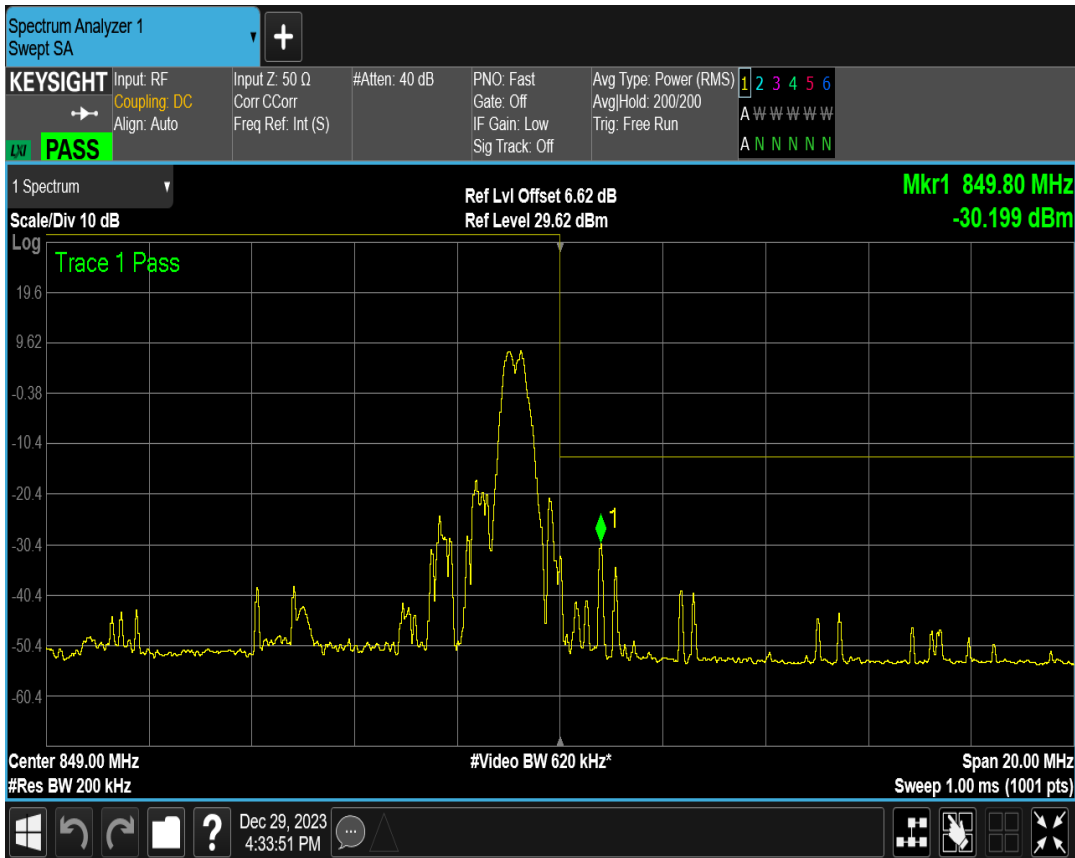 Spectrum Analyzer 1
Swept SA
KEYSIGHT
LXI PASS
Input: RF
Coupling: DC
Align: Auto
Input Z: 50 Ω
Corr CCorr
Freq Ref: Int (S)
#Atten: 40 dB
PNO: Fast
Gate: Off
IF Gain: Low
Sig Track: Off
Avg Type: Power (RMS)
Avg|Hold: 200/200
Trig: Free Run
1 2 3 4 5 6
A W W W W W
A N N N N N
1 Spectrum
Scale/Div 10 dB
Ref Lvl Offset 6.62 dB
Ref Level 29.62 dBm
Mkr1 849.80 MHz
-30.199 dBm
Log
Trace 1 Pass
19.6
9.62
-0.38
-10.4
-20.4
-30.4
-40.4
-50.4
-60.4
1
Center 849.00 MHz
#Video BW 620 kHz*
Span 20.00 MHz
#Res BW 200 kHz
Sweep 1.00 ms (1001 pts)
?
Dec 29, 2023
4:33:51 PM